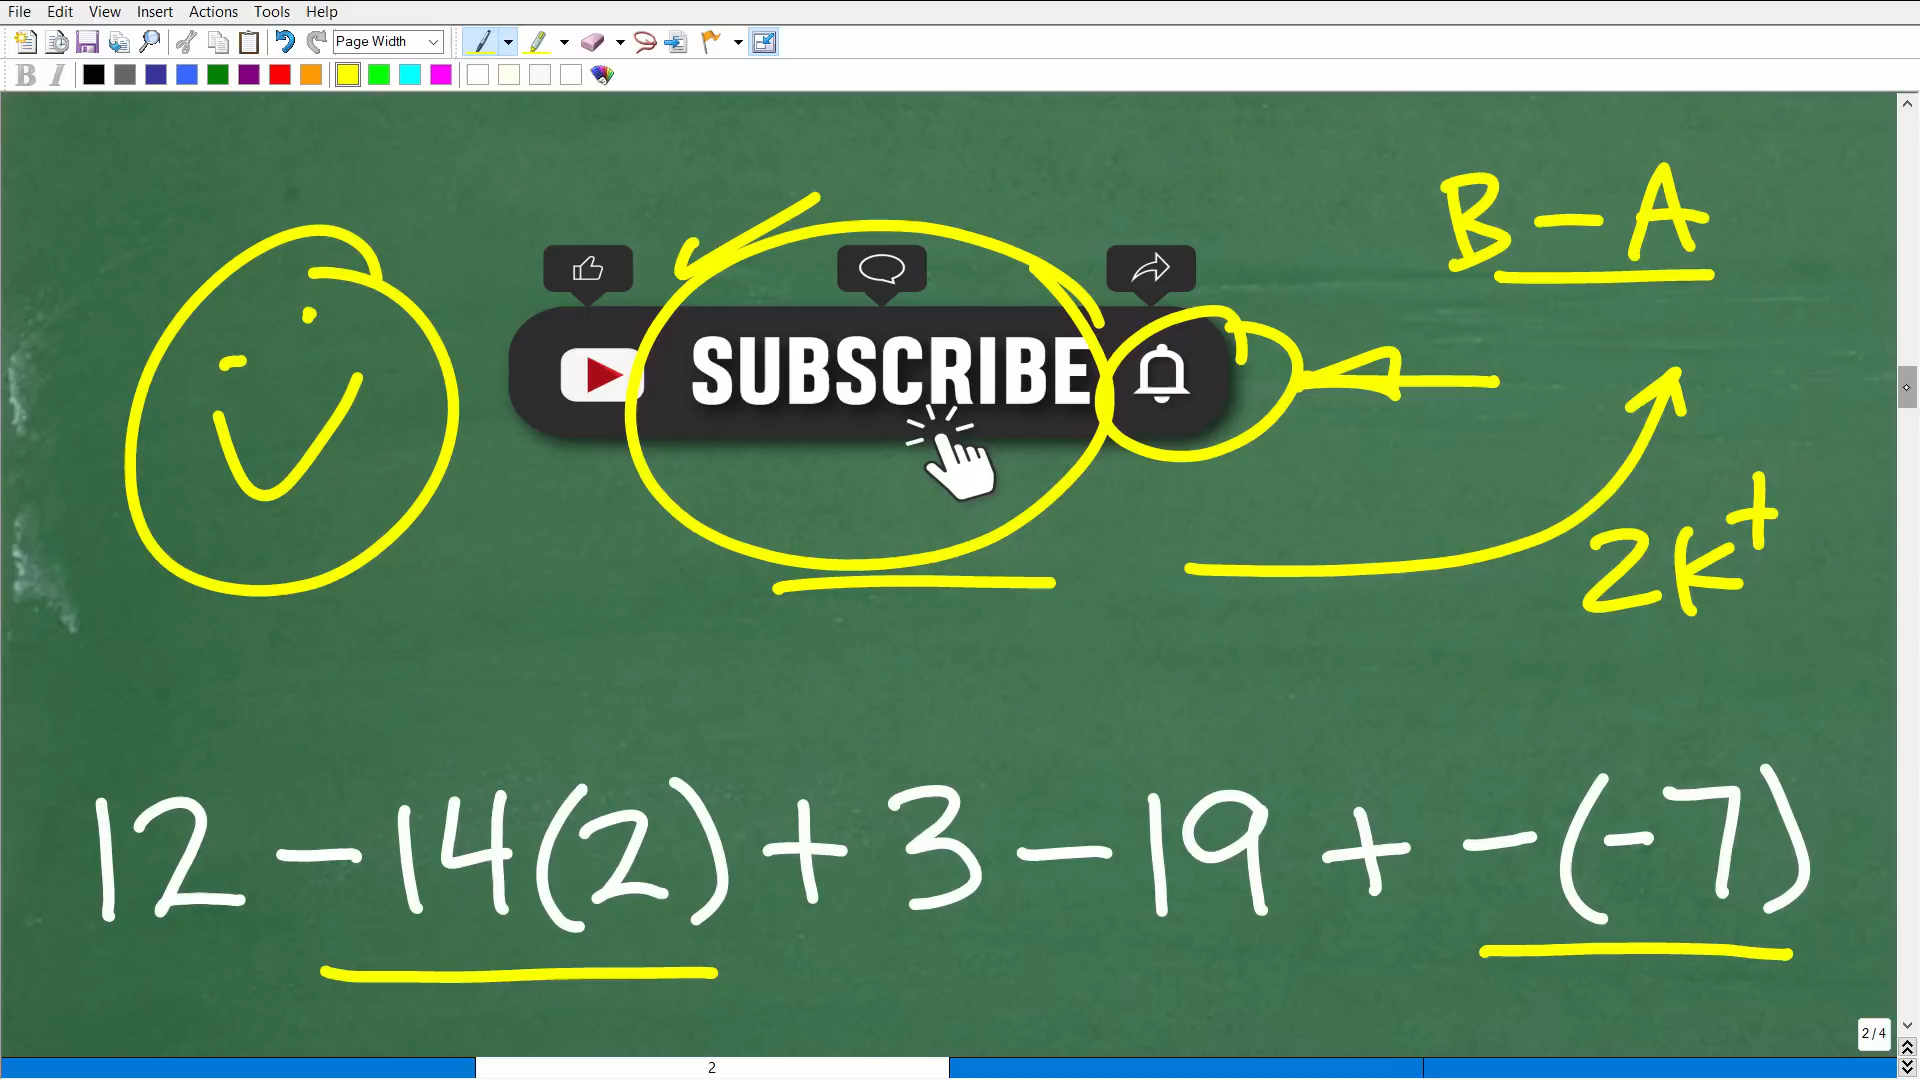 File Edit View Insert Actions Tools Help
Page Width
B I
B - A
SUBSCRIBE
2k+
12 - 14(2) + 3 - 19 + -(-7)
2 / 4
2